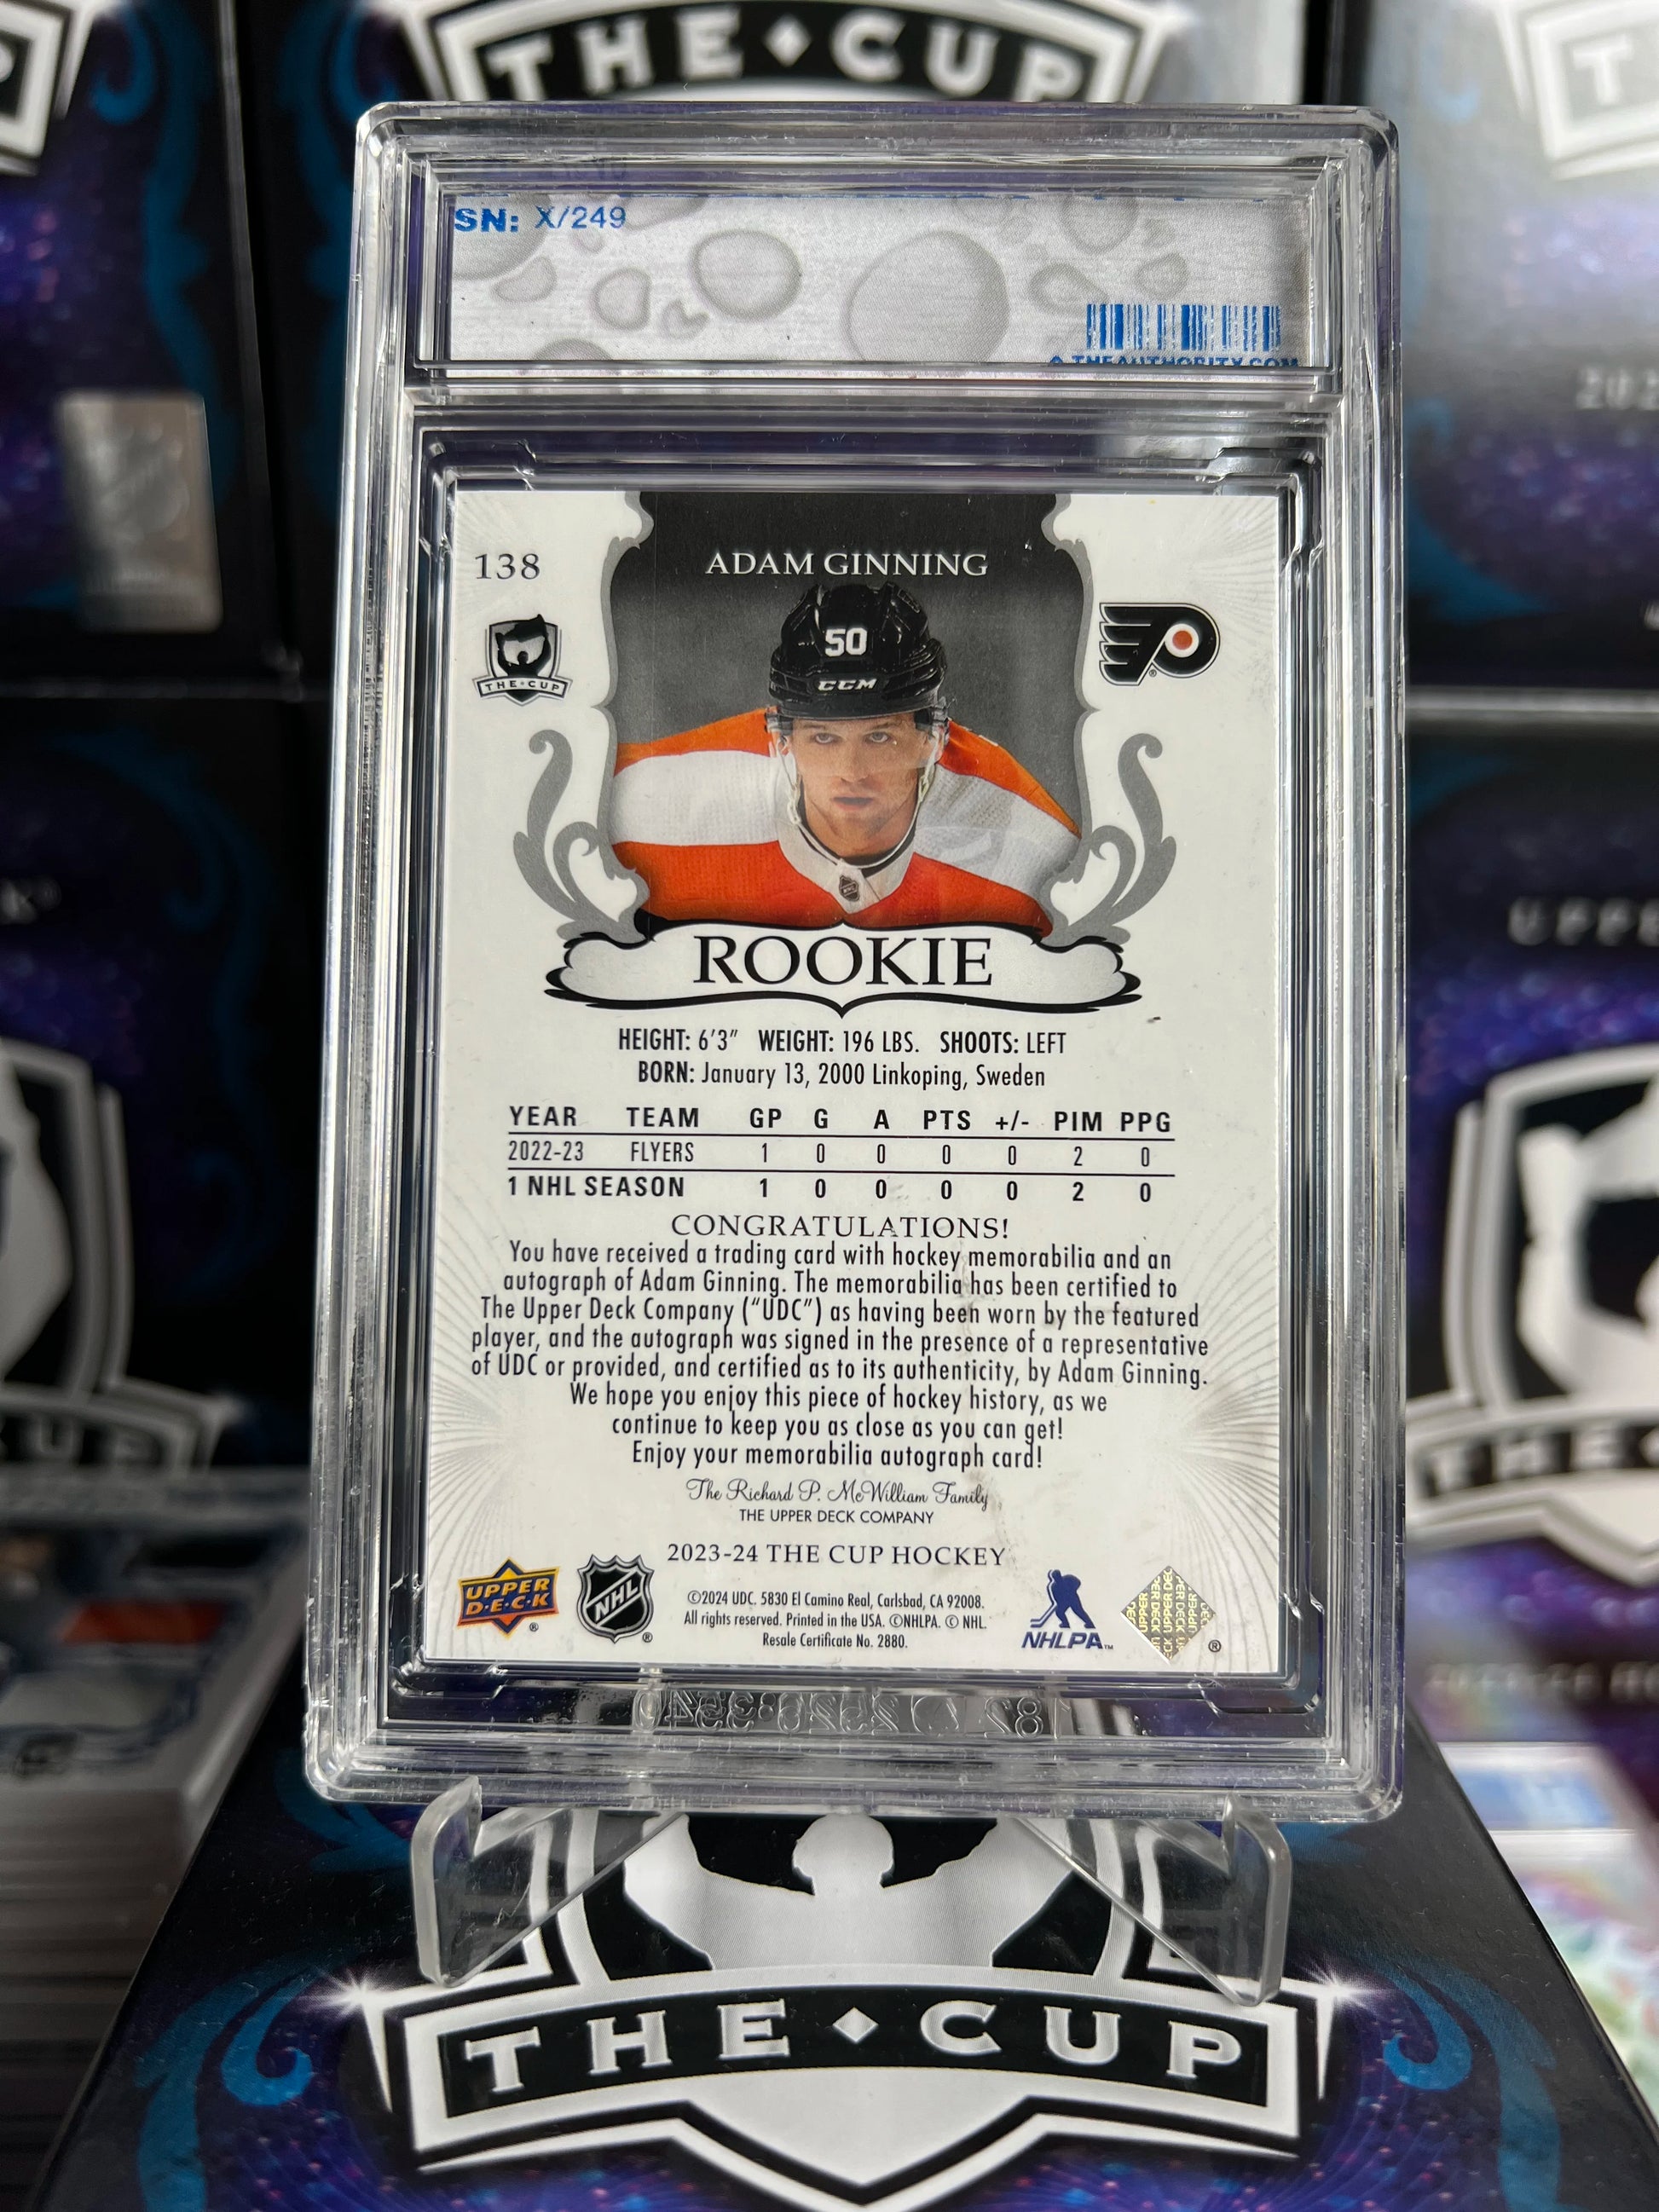 THE CUP
SN: X/249
THEAUTHORITY.COM
138
ADAM GINNING
THE CUP
50
CCM
ROOKIE
HEIGHT: 6'3" WEIGHT: 196 LBS. SHOOTS: LEFT
BORN: January 13, 2000 Linkoping, Sweden
YEAR TEAM GP G A PTS +/- PIM PPG
2022-23 FLYERS 1 0 0 0 0 2 0
1 NHL SEASON 1 0 0 0 0 2 0
CONGRATULATIONS!
You have received a trading card with hockey memorabilia and an
autograph of Adam Ginning. The memorabilia has been certified to
The Upper Deck Company ("UDC") as having been worn by the featured
player, and the autograph was signed in the presence of a representative
of UDC or provided, and certified as to its authenticity, by Adam Ginning.
We hope you enjoy this piece of hockey history, as we
continue to keep you as close as you can get!
Enjoy your memorabilia autograph card!
The Richard P. McWilliam Family
THE UPPER DECK COMPANY
2023-24 THE CUP HOCKEY
UPPER DECK ®
NHL ®
©2024 UDC. 5830 El Camino Real, Carlsbad, CA 92008.
All rights reserved. Printed in the USA. ©NHLPA. © NHL.
Resale Certificate No. 2880.
NHLPA™
UPPER DECK ®
THE CUP